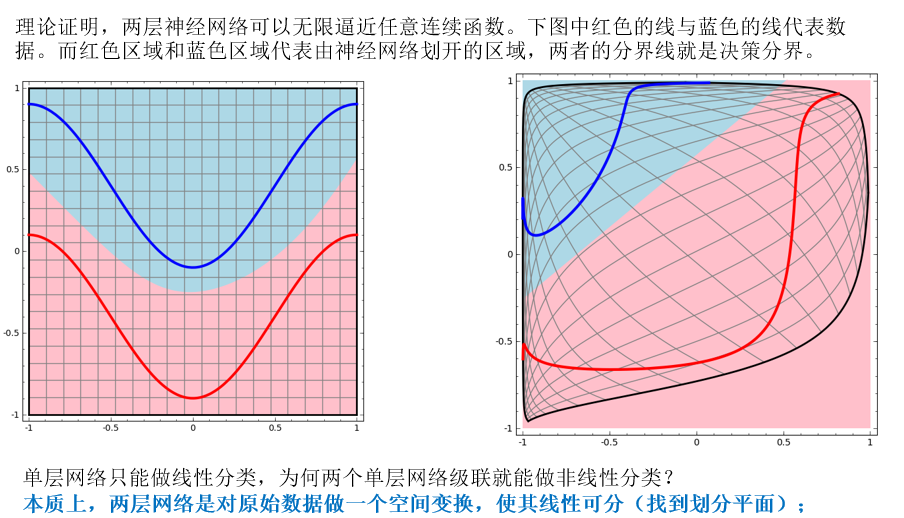 理论证明，两层神经网络可以无限逼近任意连续函数。下图中红色的线与蓝色的线代表数
据。而红色区域和蓝色区域代表由神经网络划开的区域，两者的分界线就是决策分界。
1
0.5
0
-0.5
-1
-1 -0.5 0 0.5 1
1
0.5
0
-0.5
-1
-1 -0.5 0 0.5 1
单层网络只能做线性分类，为何两个单层网络级联就能做非线性分类？
本质上，两层网络是对原始数据做一个空间变换，使其线性可分（找到划分平面）；